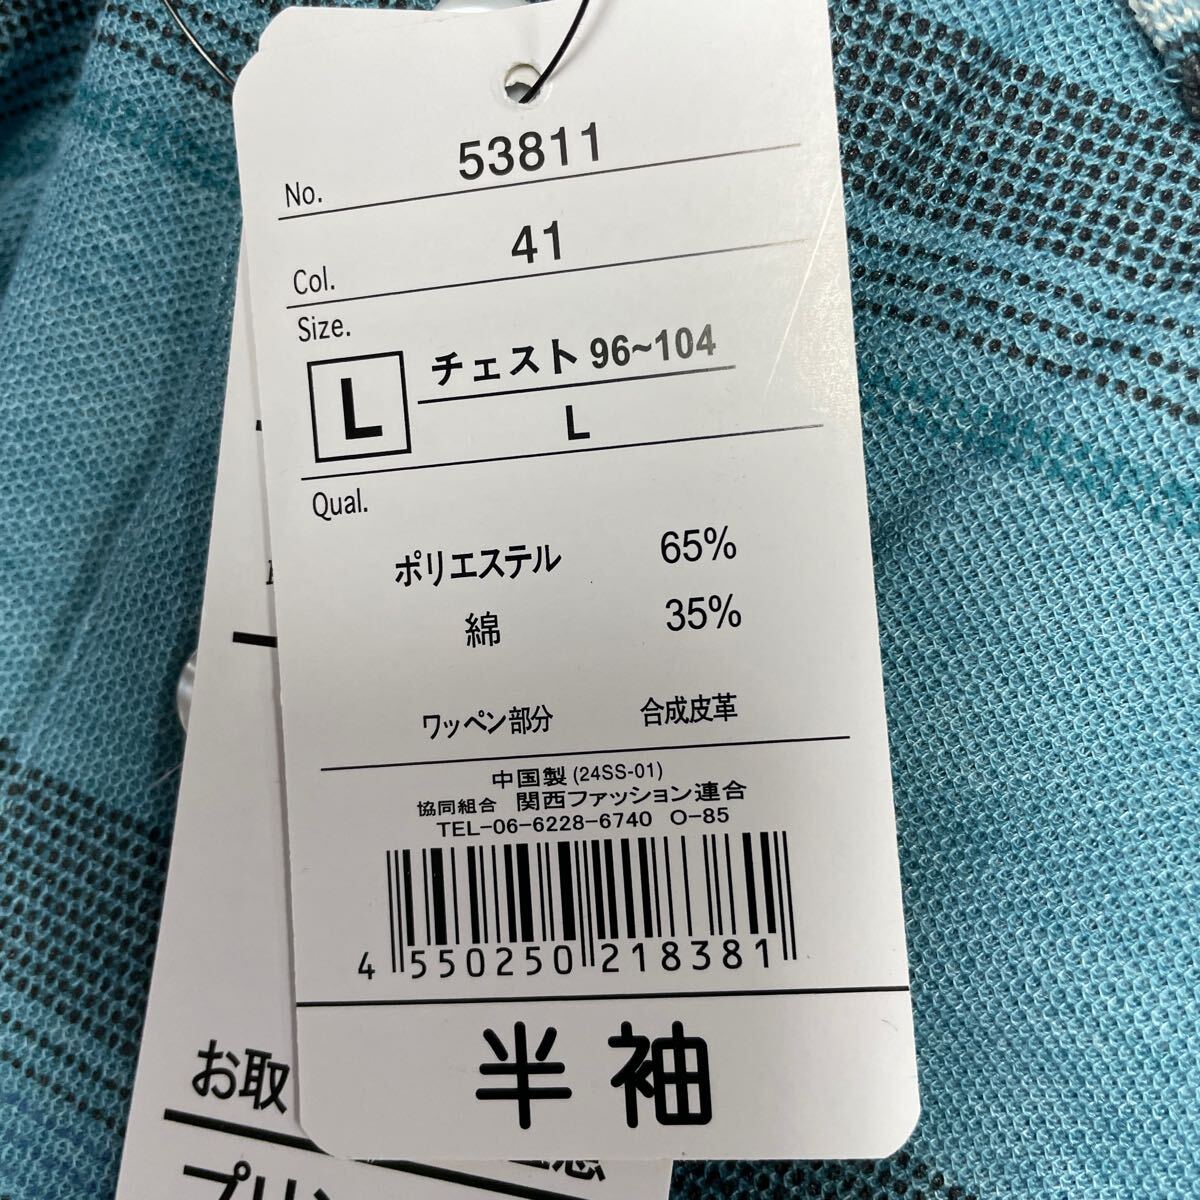 No. 53811
Col. 41
Size.
L チェスト 96~104
L
Qual.
ポリエステル 65%
綿 35%
ワッペン部分 合成皮革
中国製 (24SS-01)
協同組合 関西ファッション連合
TEL-06-6228-6740 O-85
4 550250 218381
半袖
お取
プリン